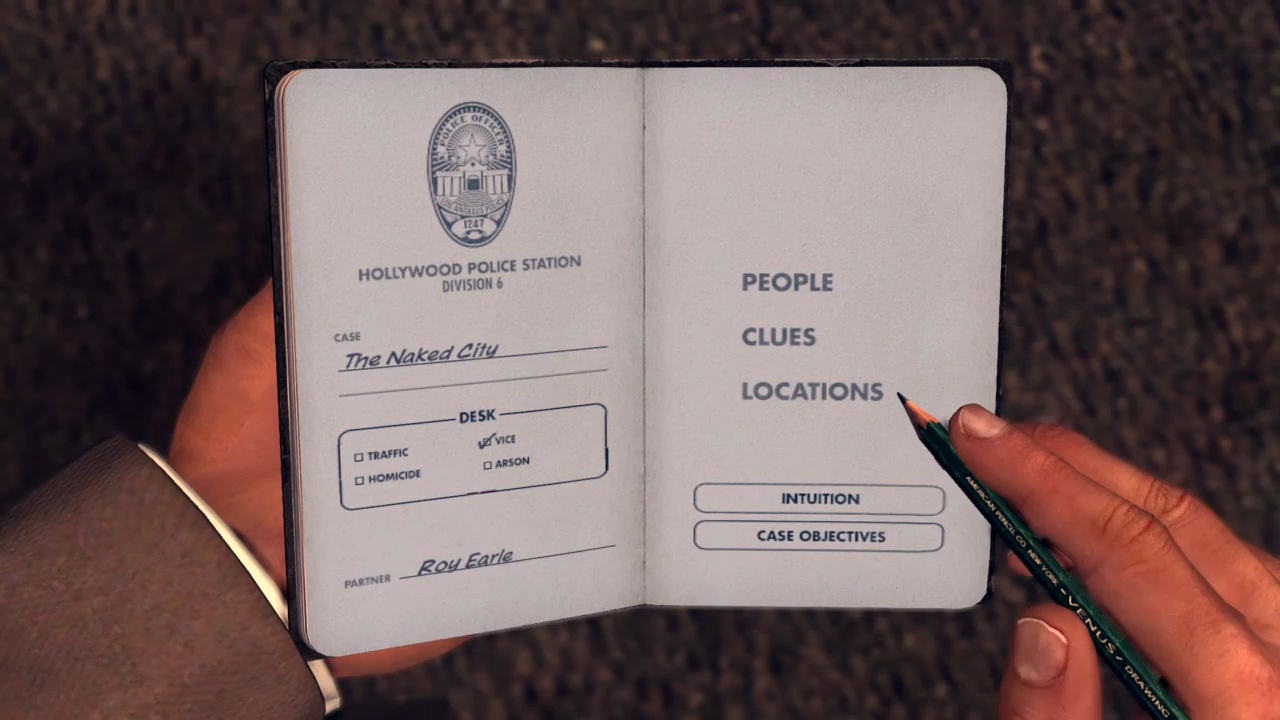 POLICE OFFICER
LOS ANGELES POLICE
1247
HOLLYWOOD POLICE STATION
DIVISION 6
CASE
The Naked City
DESK
TRAFFIC
VICE
HOMICIDE
ARSON
PARTNER Roy Earle
PEOPLE
CLUES
LOCATIONS
INTUITION
CASE OBJECTIVES
AMERICAN PENCIL CO. NEW YORK - VENUS / DRAWING